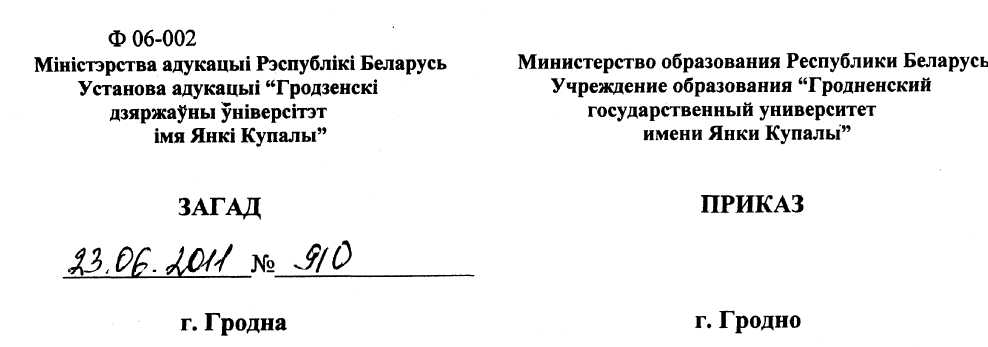 Ф 06-002
Міністэрства адукацыі Рэспублікі Беларусь
Установа адукацыі “Гродзенскі
дзяржаўны ўніверсітэт
імя Янкі Купалы”
ЗАГАД
23.06.2011 № 910
г. Гродна
Министерство образования Республики Беларусь
Учреждение образования “Гродненский
государственный университет
имени Янки Купалы”
ПРИКАЗ
г. Гродно